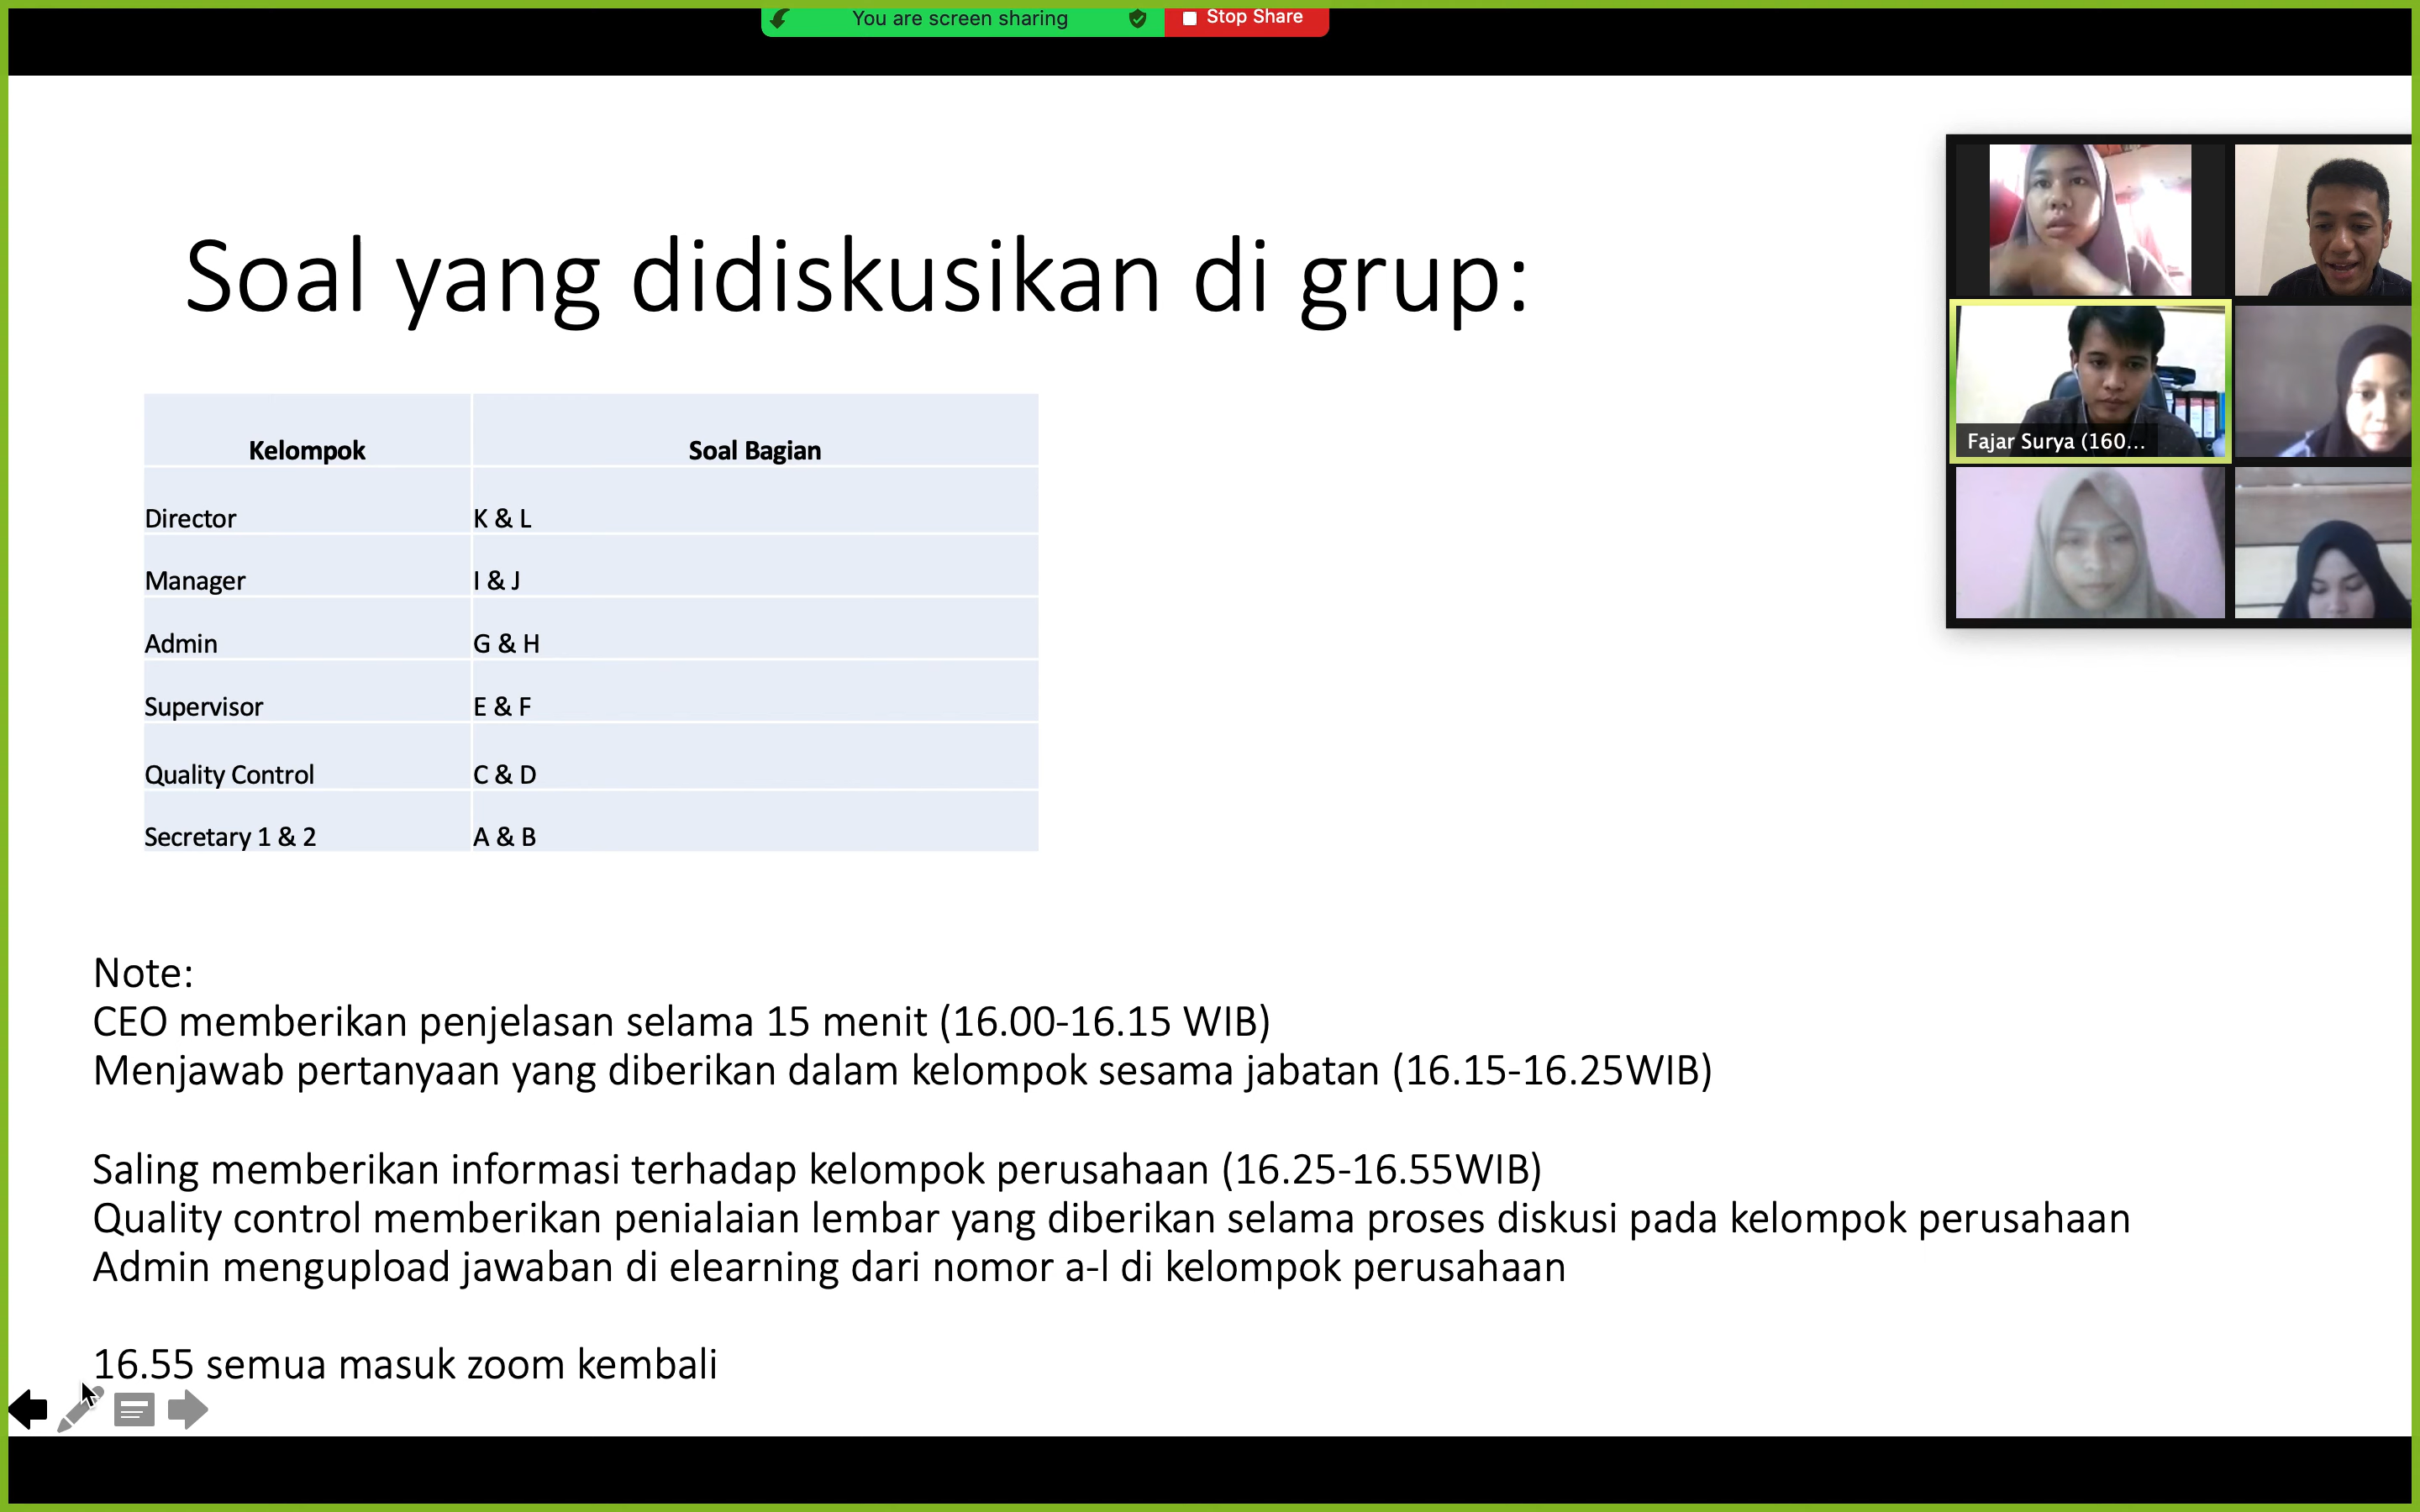 You are screen sharing
Stop Share
Soal yang didiskusikan di grup:
Kelompok Soal Bagian
Director K & L
Manager I & J
Admin G & H
Supervisor E & F
Quality Control C & D
Secretary 1 & 2 A & B
Fajar Surya (160...
Note:
CEO memberikan penjelasan selama 15 menit (16.00-16.15 WIB)
Menjawab pertanyaan yang diberikan dalam kelompok sesama jabatan (16.15-16.25WIB)
Saling memberikan informasi terhadap kelompok perusahaan (16.25-16.55WIB)
Quality control memberikan penialaian lembar yang diberikan selama proses diskusi pada kelompok perusahaan
Admin mengupload jawaban di elearning dari nomor a-l di kelompok perusahaan
16.55 semua masuk zoom kembali